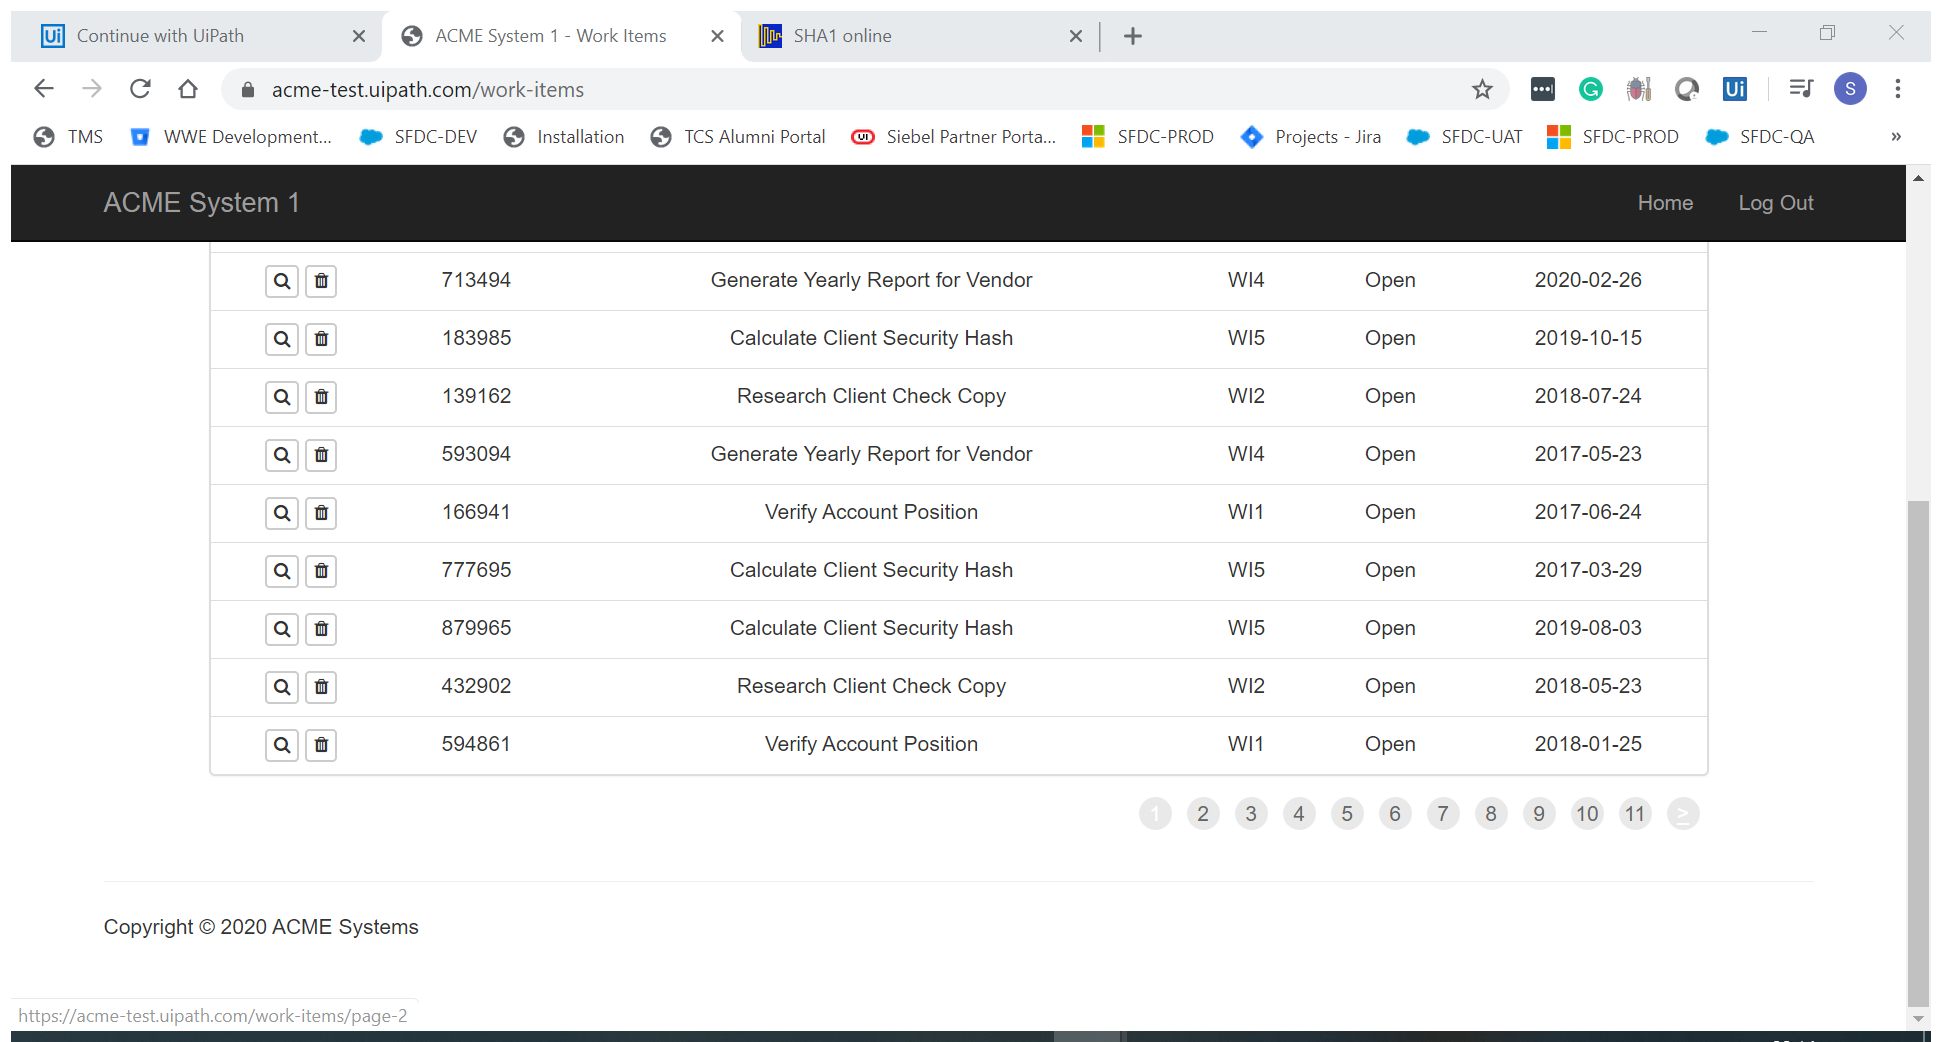 Continue with UiPath ACME System 1 - Work Items SHA1 online
acme-test.uipath.com/work-items
TMS WWE Development... SFDC-DEV Installation TCS Alumni Portal Siebel Partner Porta... SFDC-PROD Projects - Jira SFDC-UAT SFDC-PROD SFDC-QA »
ACME System 1 Home Log Out
713494 Generate Yearly Report for Vendor WI4 Open 2020-02-26
183985 Calculate Client Security Hash WI5 Open 2019-10-15
139162 Research Client Check Copy WI2 Open 2018-07-24
593094 Generate Yearly Report for Vendor WI4 Open 2017-05-23
166941 Verify Account Position WI1 Open 2017-06-24
777695 Calculate Client Security Hash WI5 Open 2017-03-29
879965 Calculate Client Security Hash WI5 Open 2019-08-03
432902 Research Client Check Copy WI2 Open 2018-05-23
594861 Verify Account Position WI1 Open 2018-01-25
1 2 3 4 5 6 7 8 9 10 11 >
Copyright © 2020 ACME Systems
https://acme-test.uipath.com/work-items/page-2